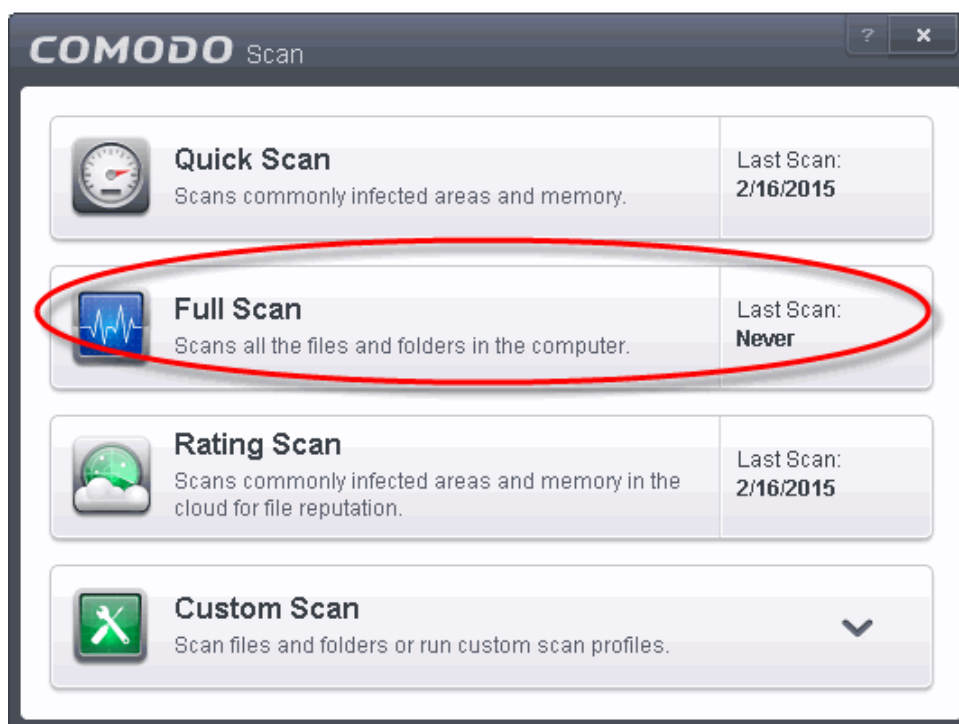 COMODO Scan
?
Quick Scan
Scans commonly infected areas and memory.
Last Scan:
2/16/2015
Full Scan
Scans all the files and folders in the computer.
Last Scan:
Never
Rating Scan
Scans commonly infected areas and memory in the
cloud for file reputation.
Last Scan:
2/16/2015
Custom Scan
Scan files and folders or run custom scan profiles.